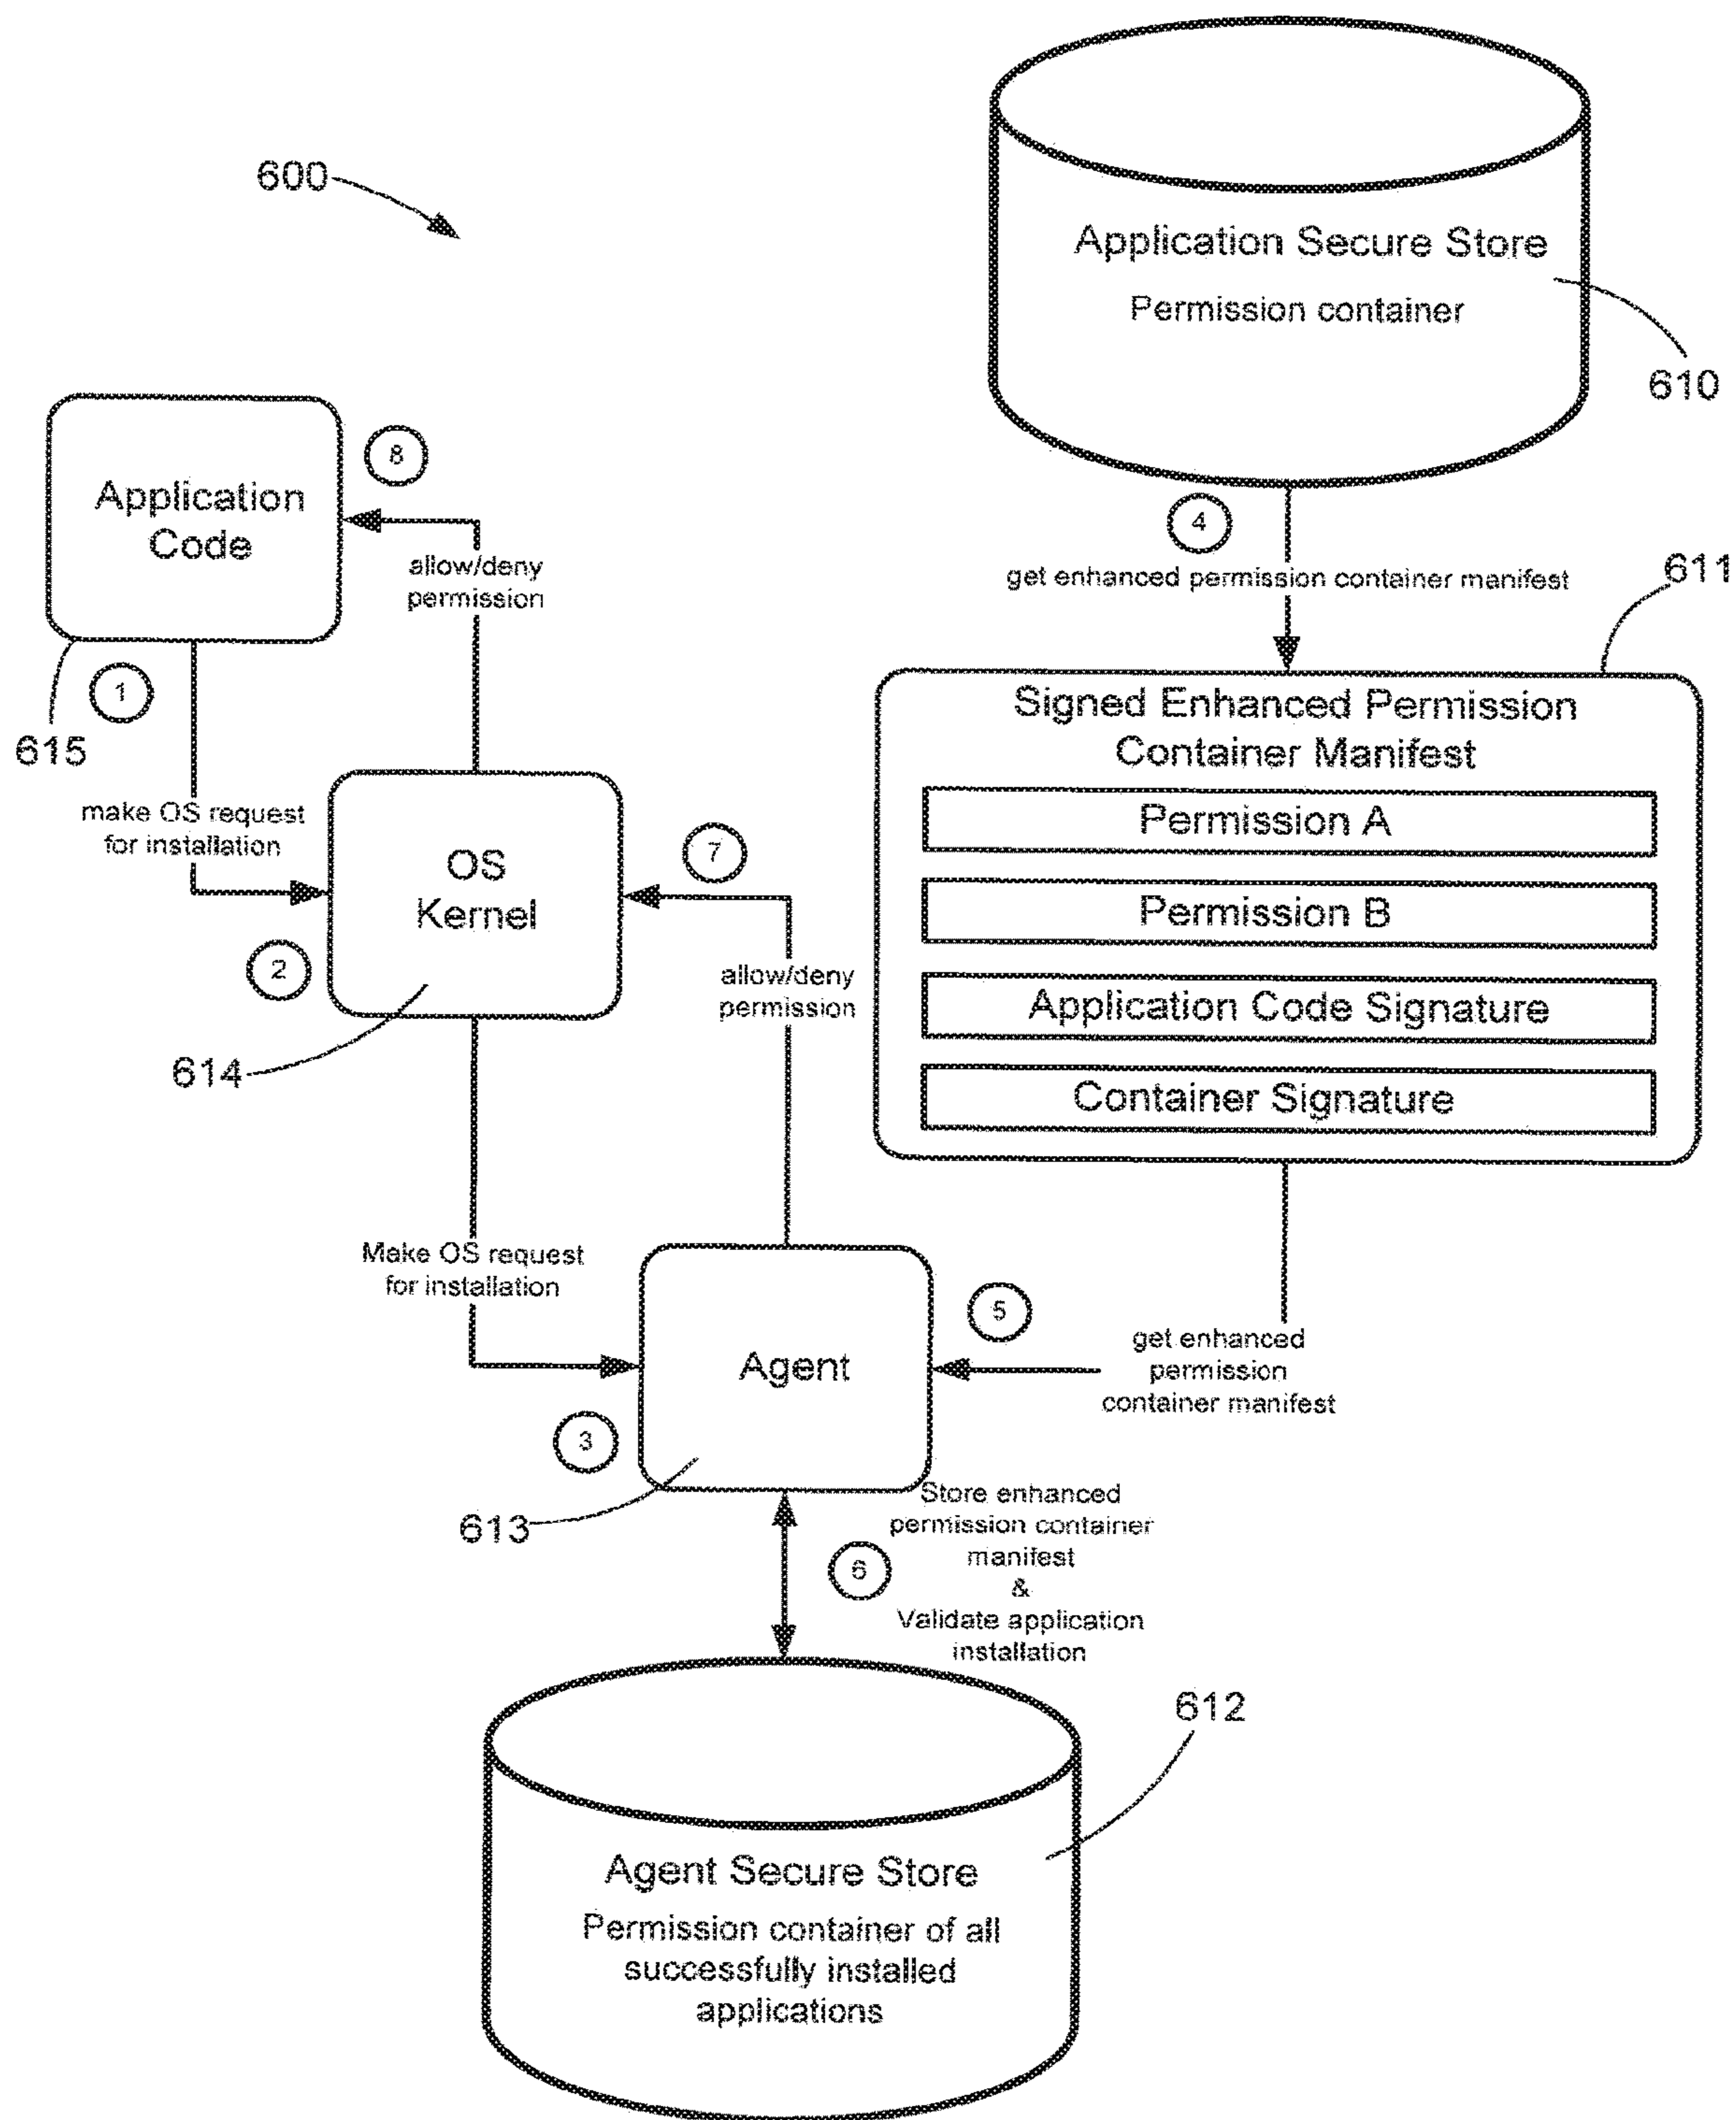 600
Application Secure Store
Permission container
610
Application
Code
8
allow/deny
permission
4
get enhanced permission container manifest
611
1
615
make OS request
for installation
Signed Enhanced Permission
Container Manifest
Permission A
Permission B
Application Code Signature
Container Signature
OS
Kernel
7
2
614
allow/deny
permission
Make OS request
for installation
Agent
5
get enhanced
permission
container manifest
3
613
Store enhanced
permission container
manifest
&
Validate application
installation
6
612
Agent Secure Store
Permission container of all
successfully installed
applications